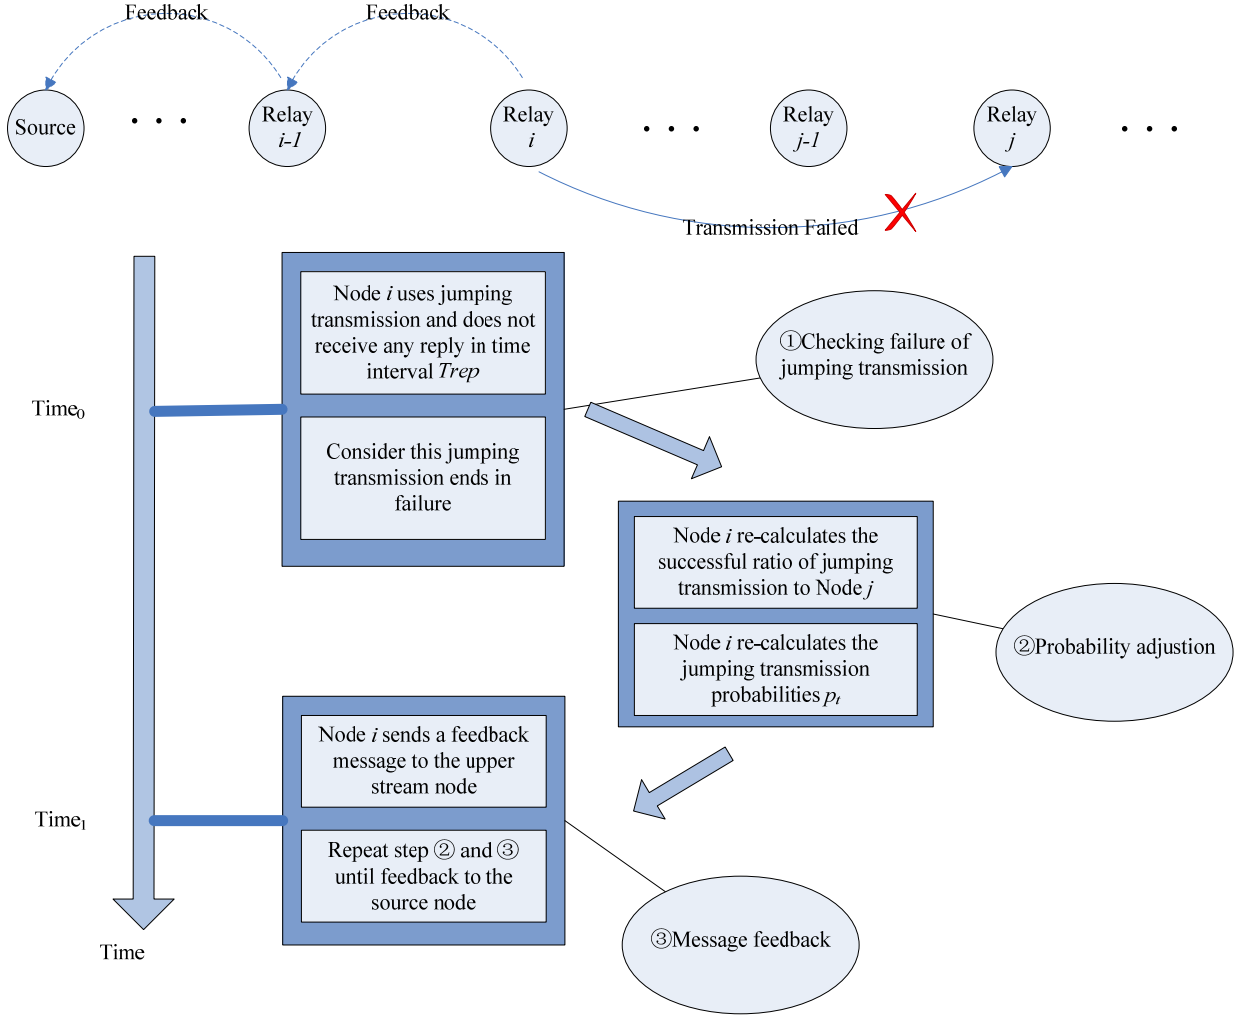 Feedback
Feedback
Source
. . .
Relay
i-1
Relay
i
. . .
Relay
j-1
Relay
j
. . .
Transmission Failed
Node i uses jumping
transmission and does not
receive any reply in time
interval Trep
①Checking failure of
jumping transmission
Time0
Consider this jumping
transmission ends in
failure
Node i re-calculates the
successful ratio of jumping
transmission to Node j
Node i re-calculates the
jumping transmission
probabilities pt
②Probability adjustion
Node i sends a feedback
message to the upper
stream node
Time1
Repeat step ② and ③
until feedback to the
source node
③Message feedback
Time